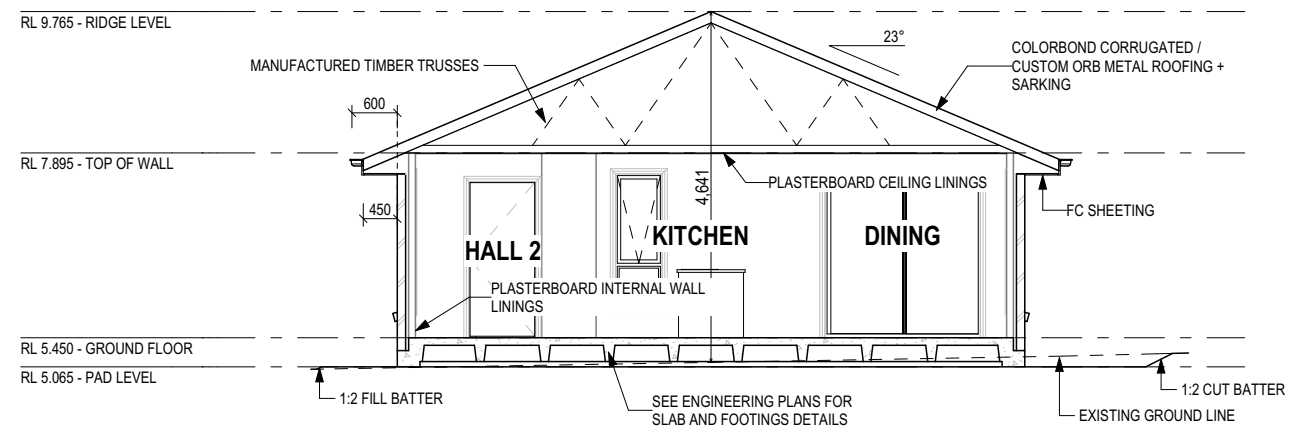 RL 9.765 - RIDGE LEVEL
23°
MANUFACTURED TIMBER TRUSSES
COLORBOND CORRUGATED /
CUSTOM ORB METAL ROOFING +
SARKING
600
RL 7.895 - TOP OF WALL
PLASTERBOARD CEILING LININGS
4,641
FC SHEETING
450
HALL 2
KITCHEN
DINING
PLASTERBOARD INTERNAL WALL
LININGS
RL 5.450 - GROUND FLOOR
RL 5.065 - PAD LEVEL
1:2 FILL BATTER
SEE ENGINEERING PLANS FOR
SLAB AND FOOTINGS DETAILS
1:2 CUT BATTER
EXISTING GROUND LINE